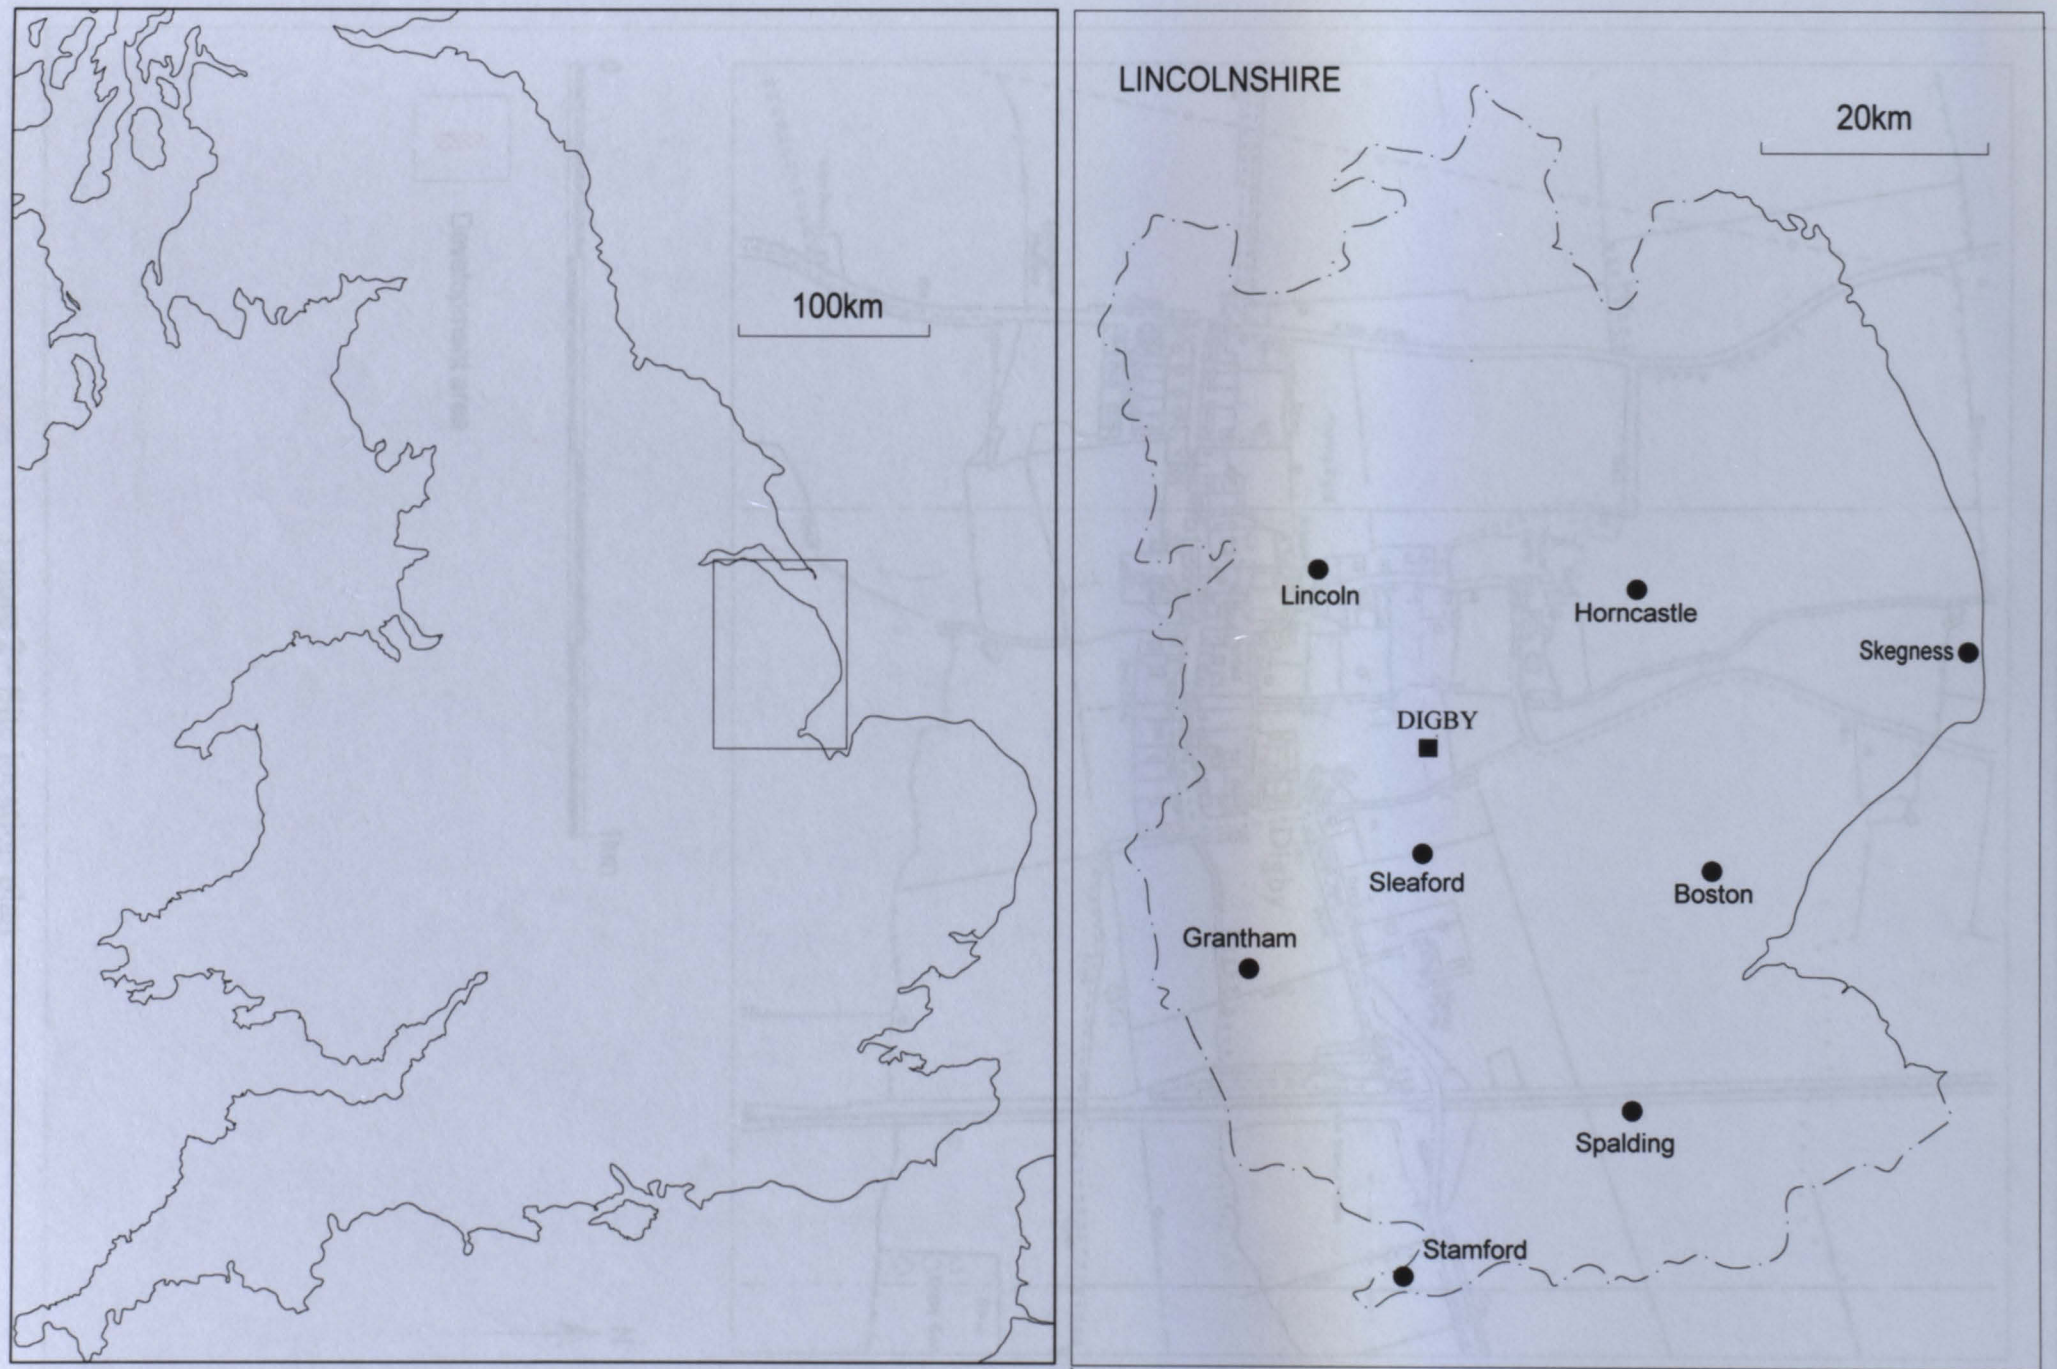 100km
LINCOLNSHIRE
20km
Lincoln
Horncastle
Skegness
DIGBY
Sleaford
Boston
Grantham
Spalding
Stamford